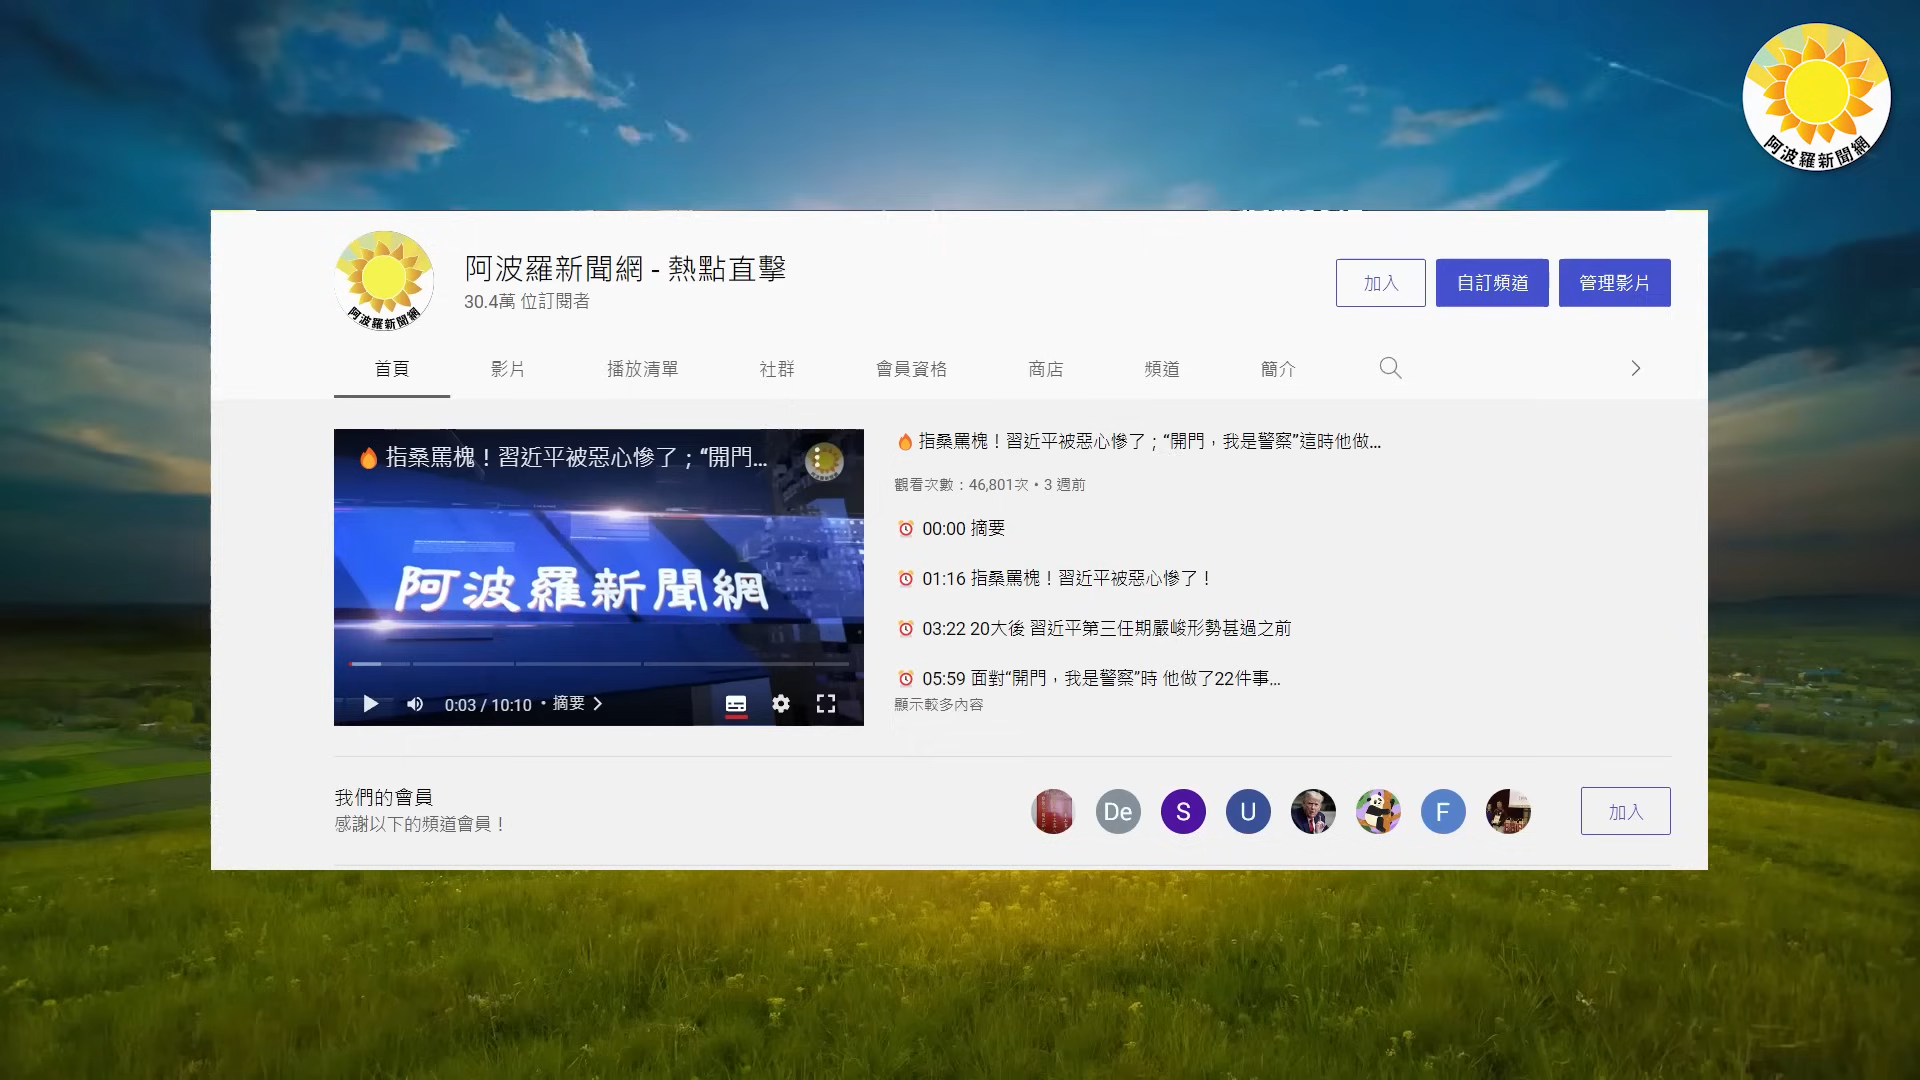 阿波羅新聞網
阿波羅新聞網
阿波羅新聞網 - 熱點直擊
30.4萬 位訂閱者
加入
自訂頻道
管理影片
首頁
影片
播放清單
社群
會員資格
商店
頻道
簡介
🔥 指桑罵槐！習近平被惡心慘了；“開門...
阿波羅新聞網
0:03 / 10:10 • 摘要
🔥 指桑罵槐！習近平被惡心慘了；“開門，我是警察”這時他做...
觀看次數：46,801次 • 3 週前
⏰ 00:00 摘要
⏰ 01:16 指桑罵槐！習近平被惡心慘了！
⏰ 03:22 20大後 習近平第三任期嚴峻形勢甚過之前
⏰ 05:59 面對“開門，我是警察”時 他做了22件事...
顯示較多內容
我們的會員
感謝以下的頻道會員！
De
S
U
F
加入